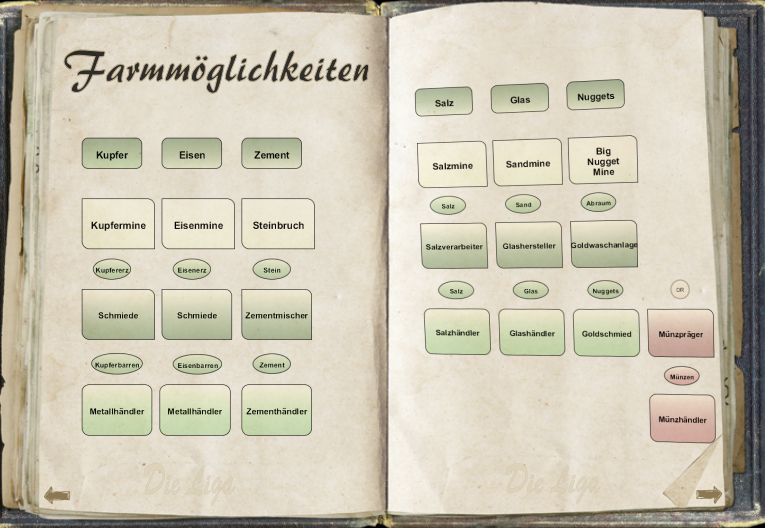 Farmmöglichkeiten
Kupfer Eisen Zement
Kupfermine Eisenmine Steinbruch
Kupfererz Eisenerz Stein
Schmiede Schmiede Zementmischer
Kupferbarren Eisenbarren Zement
Metallhändler Metallhändler Zementhändler
Die Liga
Salz Glas Nuggets
Salzmine Sandmine Big
Nugget
Mine
Salz Sand Abraum
Salzverarbeiter Glashersteller Goldwaschanlage
Salz Glas Nuggets OR
Salzhändler Glashändler Goldschmied Münzpräger
Münzen
Münzhändler
Die Liga